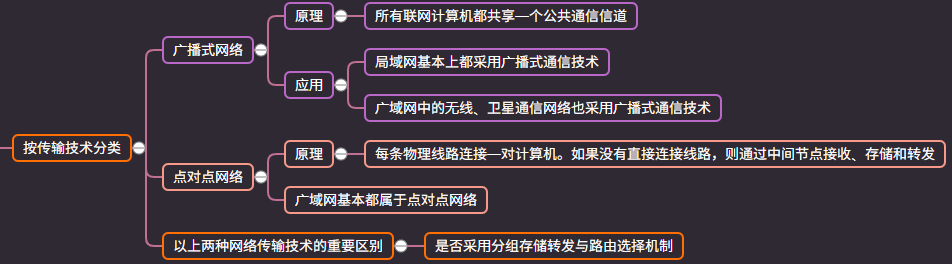 按传输技术分类
广播式网络
原理
所有联网计算机都共享一个公共通信信道
应用
局域网基本上都采用广播式通信技术
广域网中的无线、卫星通信网络也采用广播式通信技术
点对点网络
原理
每条物理线路连接一对计算机。如果没有直接连接线路，则通过中间节点接收、存储和转发
广域网基本都属于点对点网络
以上两种网络传输技术的重要区别
是否采用分组存储转发与路由选择机制